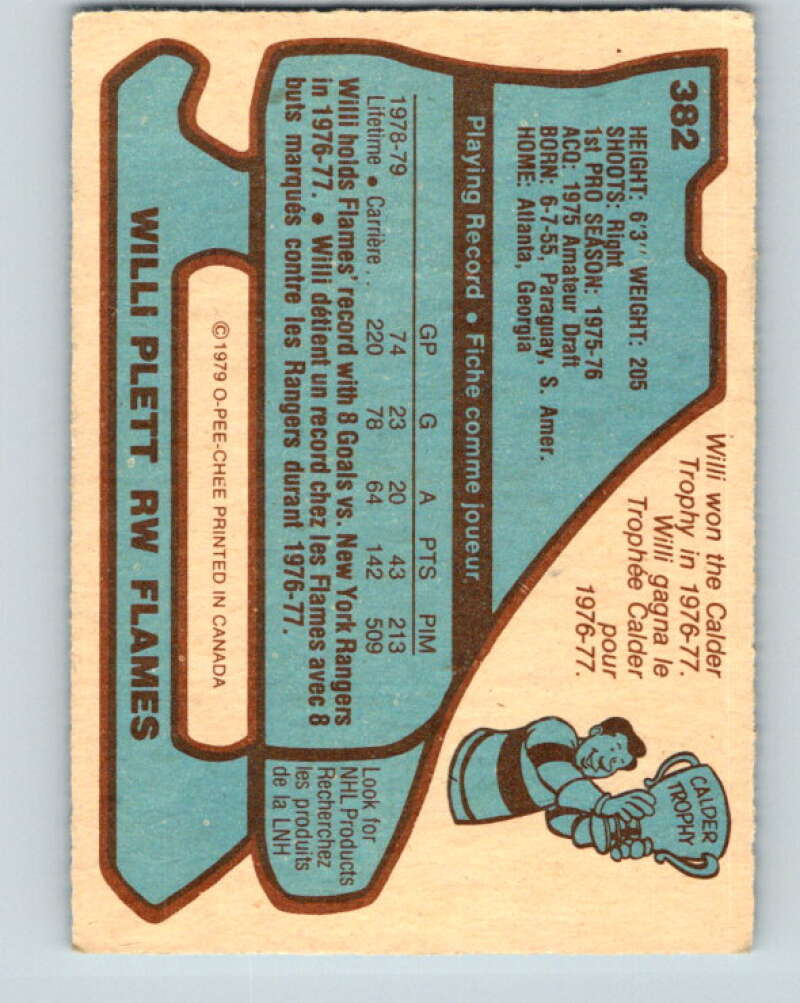 382
HEIGHT: 6'3" WEIGHT: 205
SHOOTS: Right
1st PRO SEASON: 1975-76
ACQ: 1975 Amateur Draft
BORN: 6-7-55, Paraguay, S. Amer.
HOME: Atlanta, Georgia
Willi won the Calder
Trophy in 1976-77.
Willi gagna le
Trophée Calder
pour
1976-77.
CALDER
TROPHY
Playing Record • Fiche comme joueur
GP G A PTS PIM
1978-79 74 23 20 43 213
Lifetime • Carrière... 220 78 64 142 509
Willi holds Flames' record with 8 Goals vs. New York Rangers
in 1976-77. • Willi détient un record chez les Flames avec 8
buts marqués contre les Rangers durant 1976-77.
Look for
NHL Products
Recherchez
les produits
de la LNH
© 1979 O-PEE-CHEE PRINTED IN CANADA
WILLI PLETT RW FLAMES